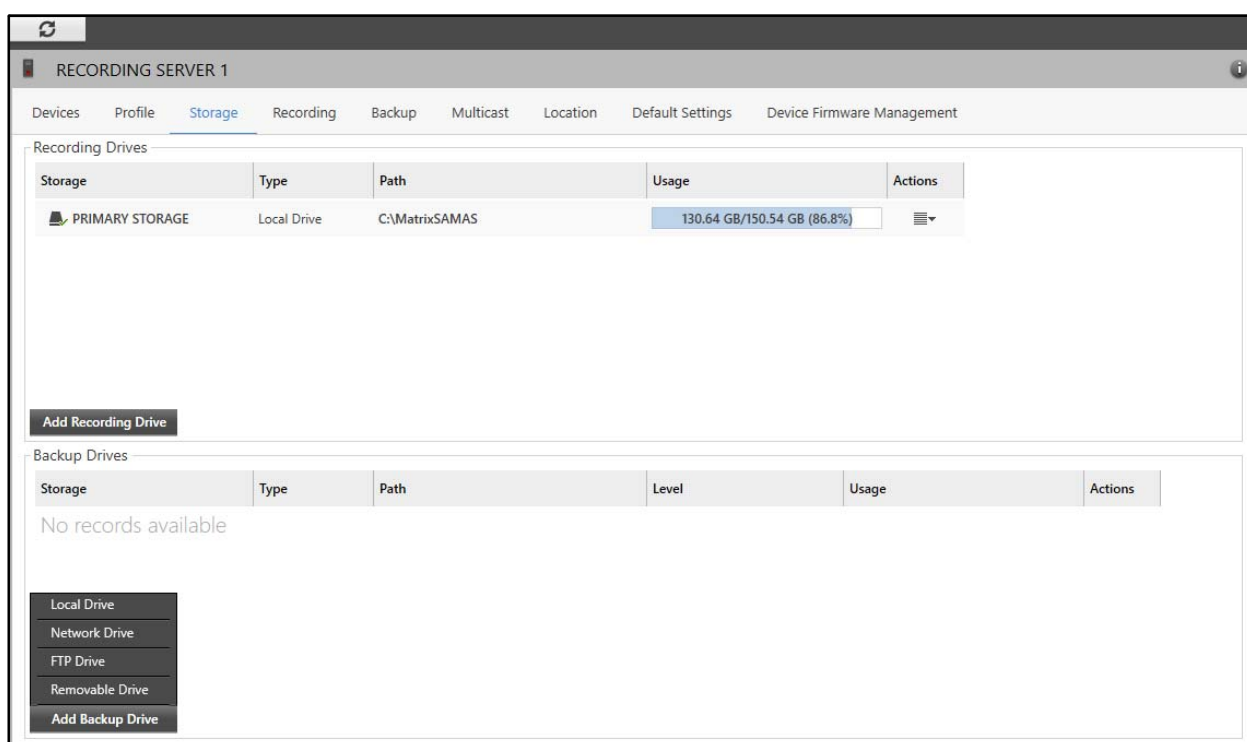 RECORDING SERVER 1
Devices Profile Storage Recording Backup Multicast Location Default Settings Device Firmware Management
Recording Drives
Storage Type Path Usage Actions
PRIMARY STORAGE Local Drive C:\MatrixSAMAS 130.64 GB/150.54 GB (86.8%)
Add Recording Drive
Backup Drives
Storage Type Path Level Usage Actions
No records available
Local Drive
Network Drive
FTP Drive
Removable Drive
Add Backup Drive